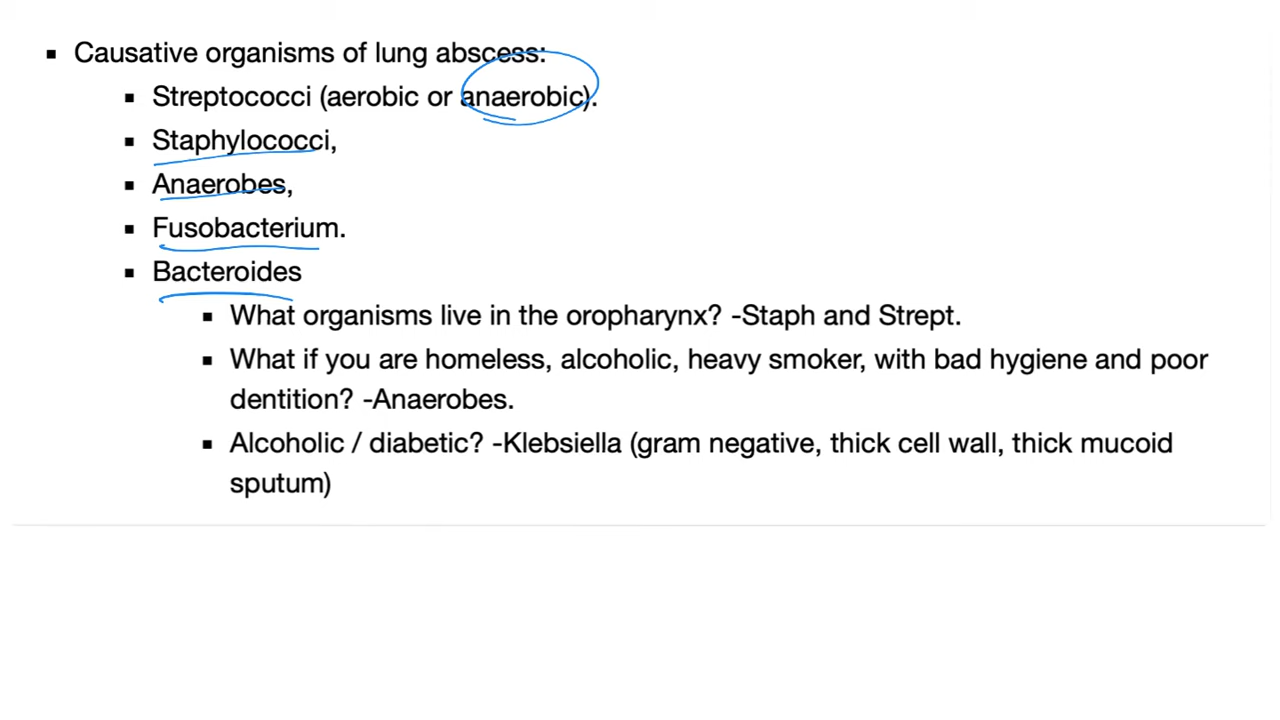 ▪ Causative organisms of lung abscess:
▪ Streptococci (aerobic or anaerobic).
▪ Staphylococci,
▪ Anaerobes,
▪ Fusobacterium.
▪ Bacteroides
▪ What organisms live in the oropharynx? -Staph and Strept.
▪ What if you are homeless, alcoholic, heavy smoker, with bad hygiene and poor
dentition? -Anaerobes.
▪ Alcoholic / diabetic? -Klebsiella (gram negative, thick cell wall, thick mucoid
sputum)